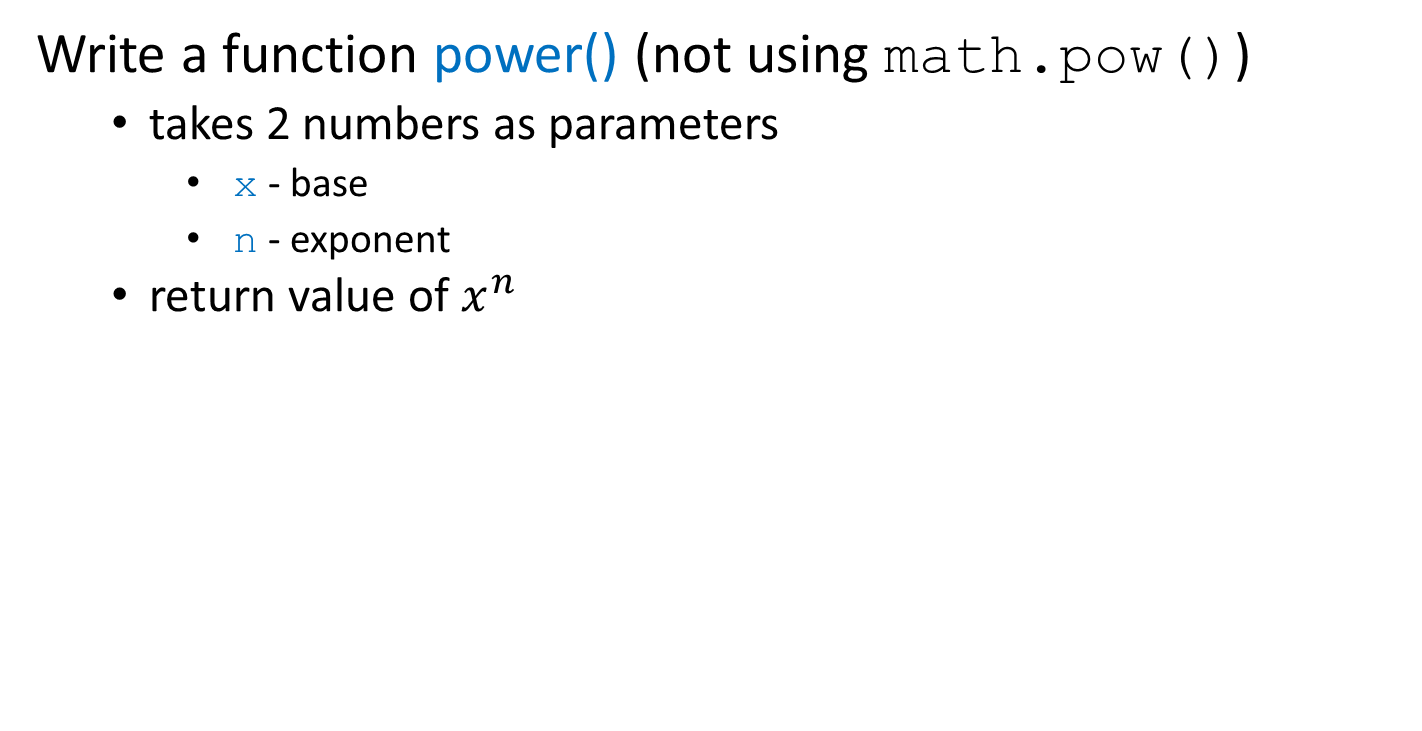 Write a function power() (not using math.pow())
• takes 2 numbers as parameters
• x - base
• n - exponent
• return value of xⁿ